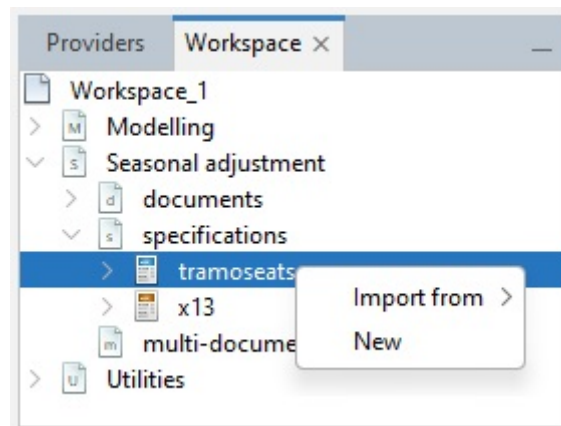 Providers Workspace
Workspace_1
M Modelling
s Seasonal adjustment
d documents
s specifications
tramoseats
Import from
x13
New
m multi-docume
u Utilities